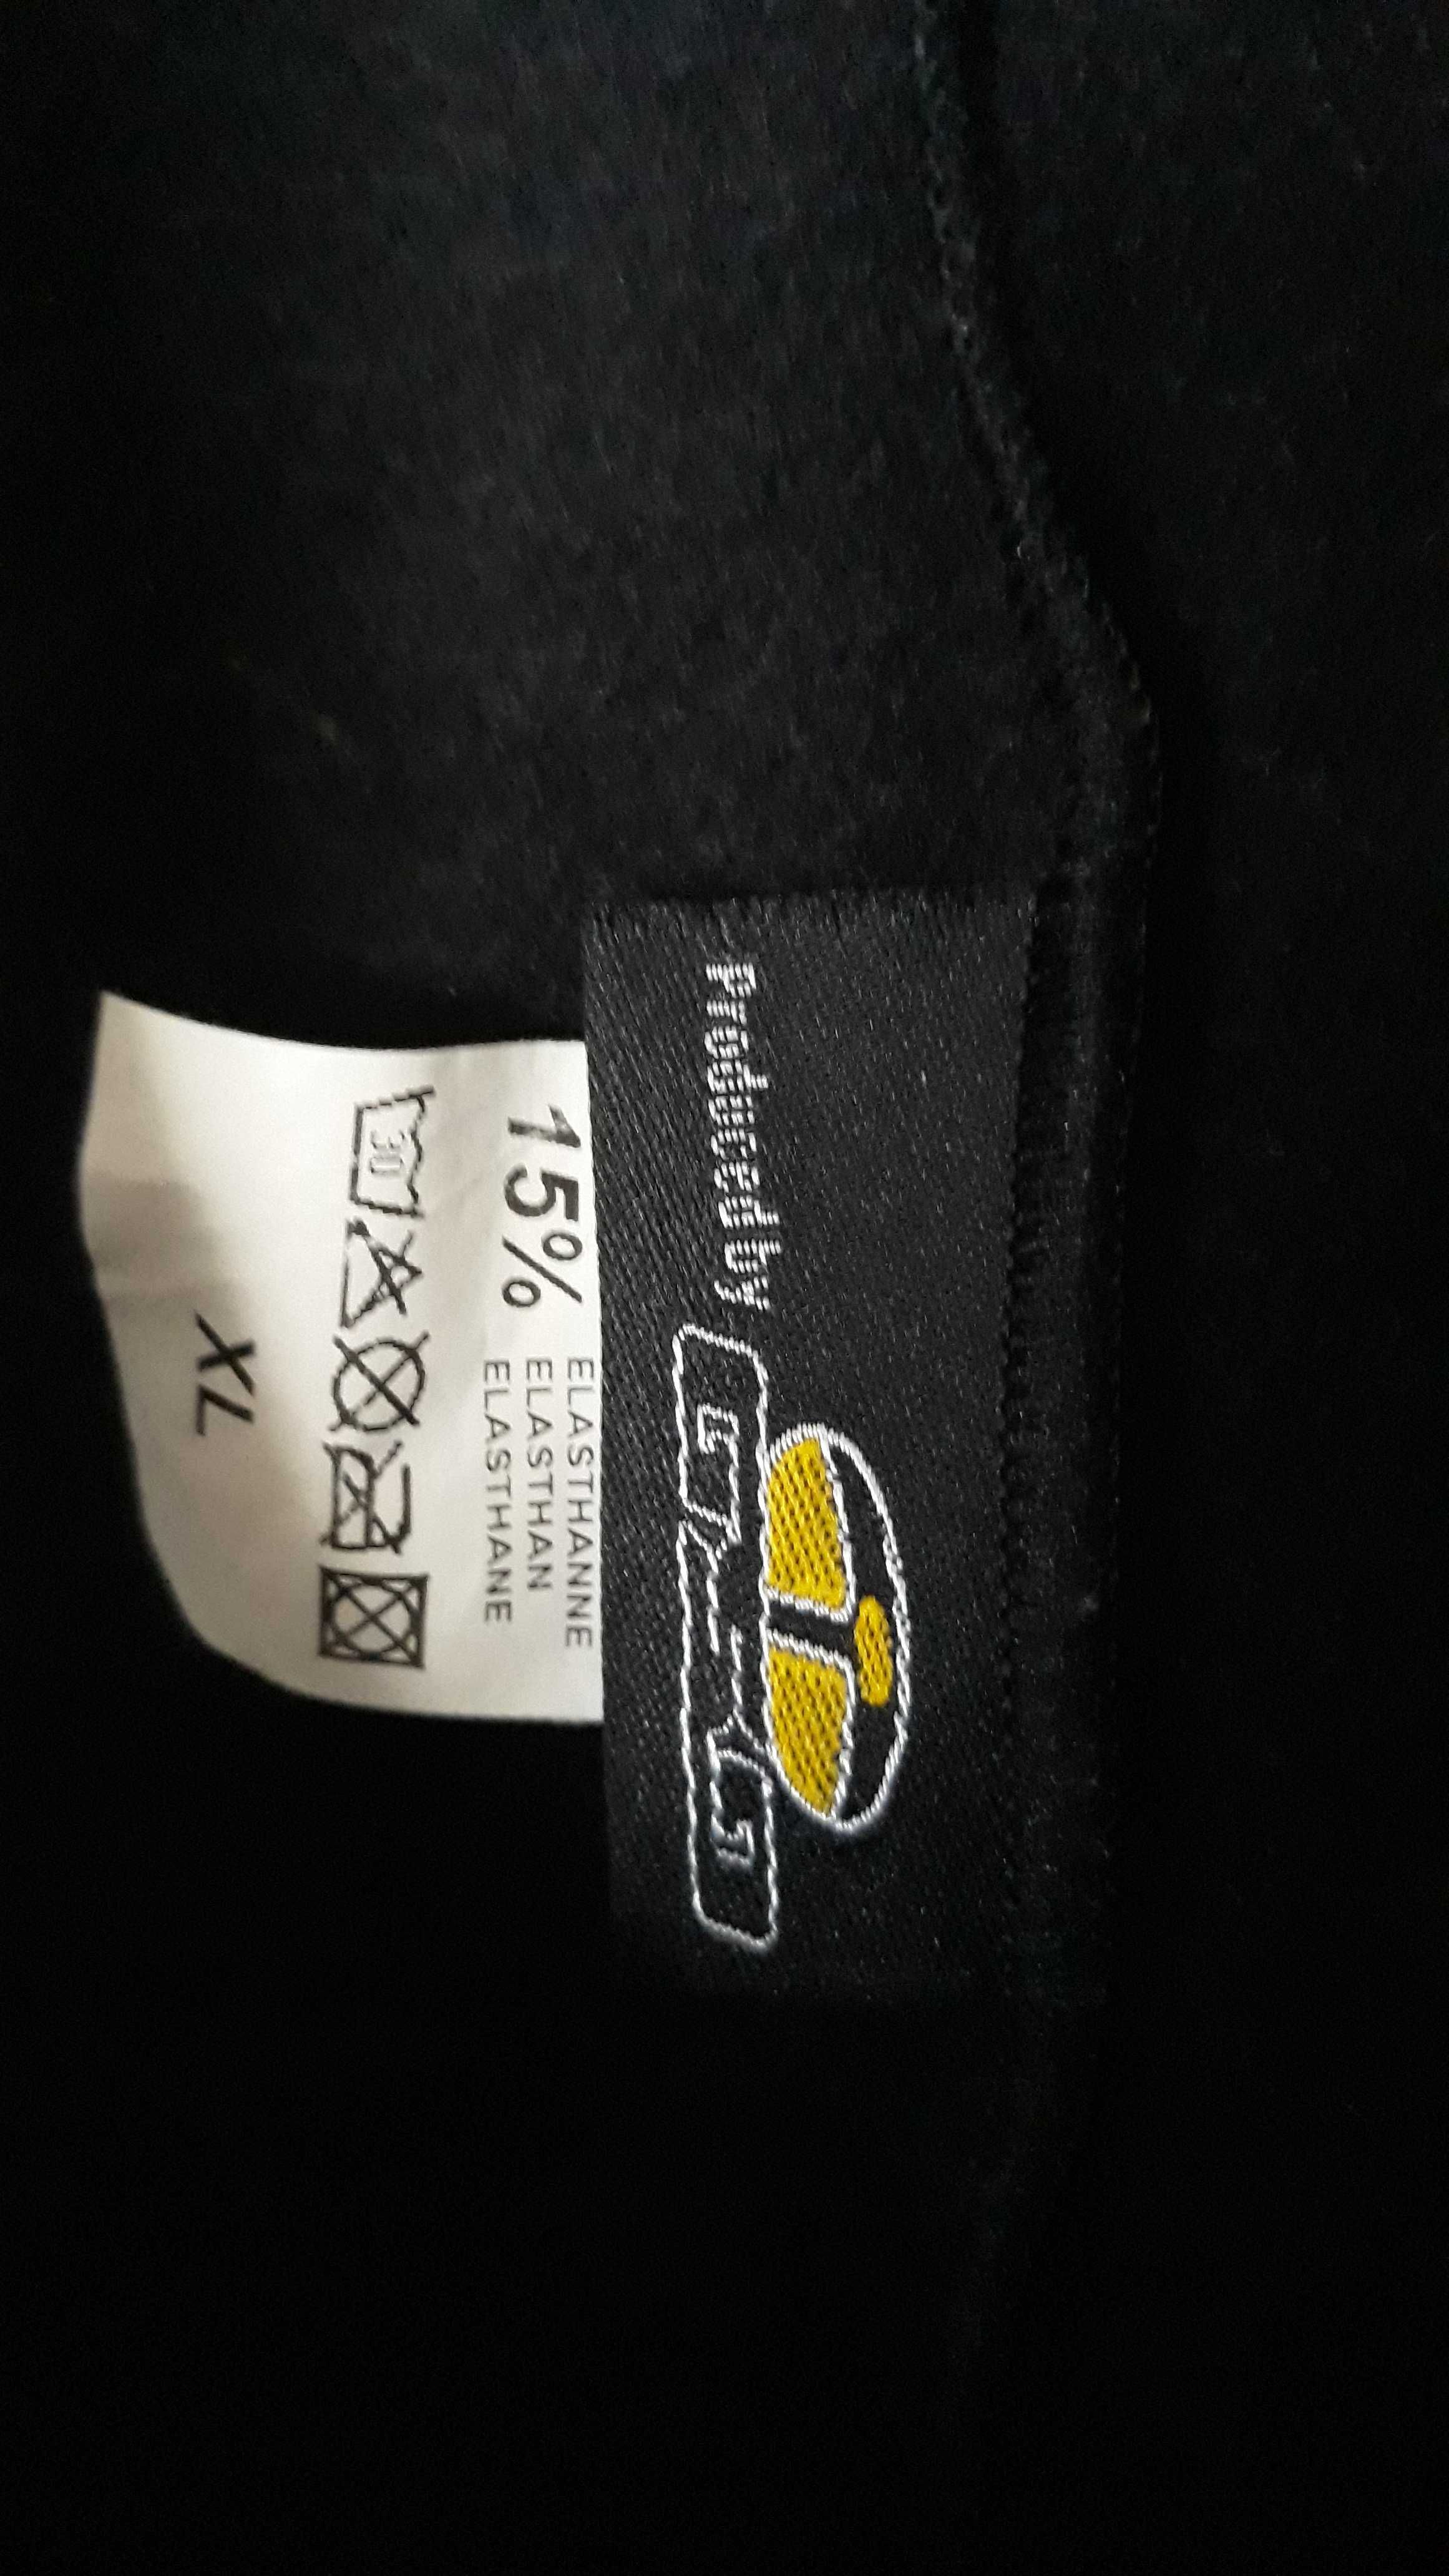 Produced by
15% ELASTHANNE
ELASTHAN
ELASTHANE
30
XL